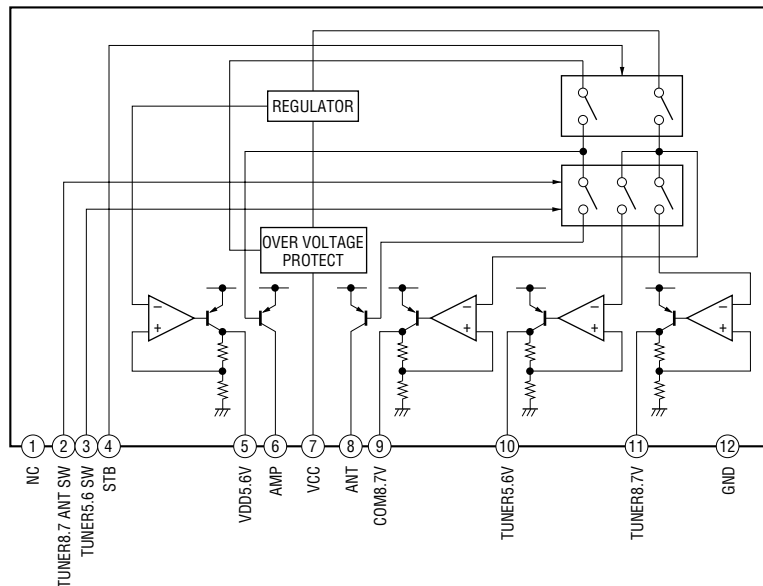 REGULATOR
OVER VOLTAGE
PROTECT
−
+
−
+
−
+
−
+
1
2
3
4
5
6
7
8
9
10
11
12
NC
TUNER8.7 ANT SW
TUNER5.6 SW
STB
VDD5.6V
AMP
VCC
ANT
COM8.7V
TUNER5.6V
TUNER8.7V
GND